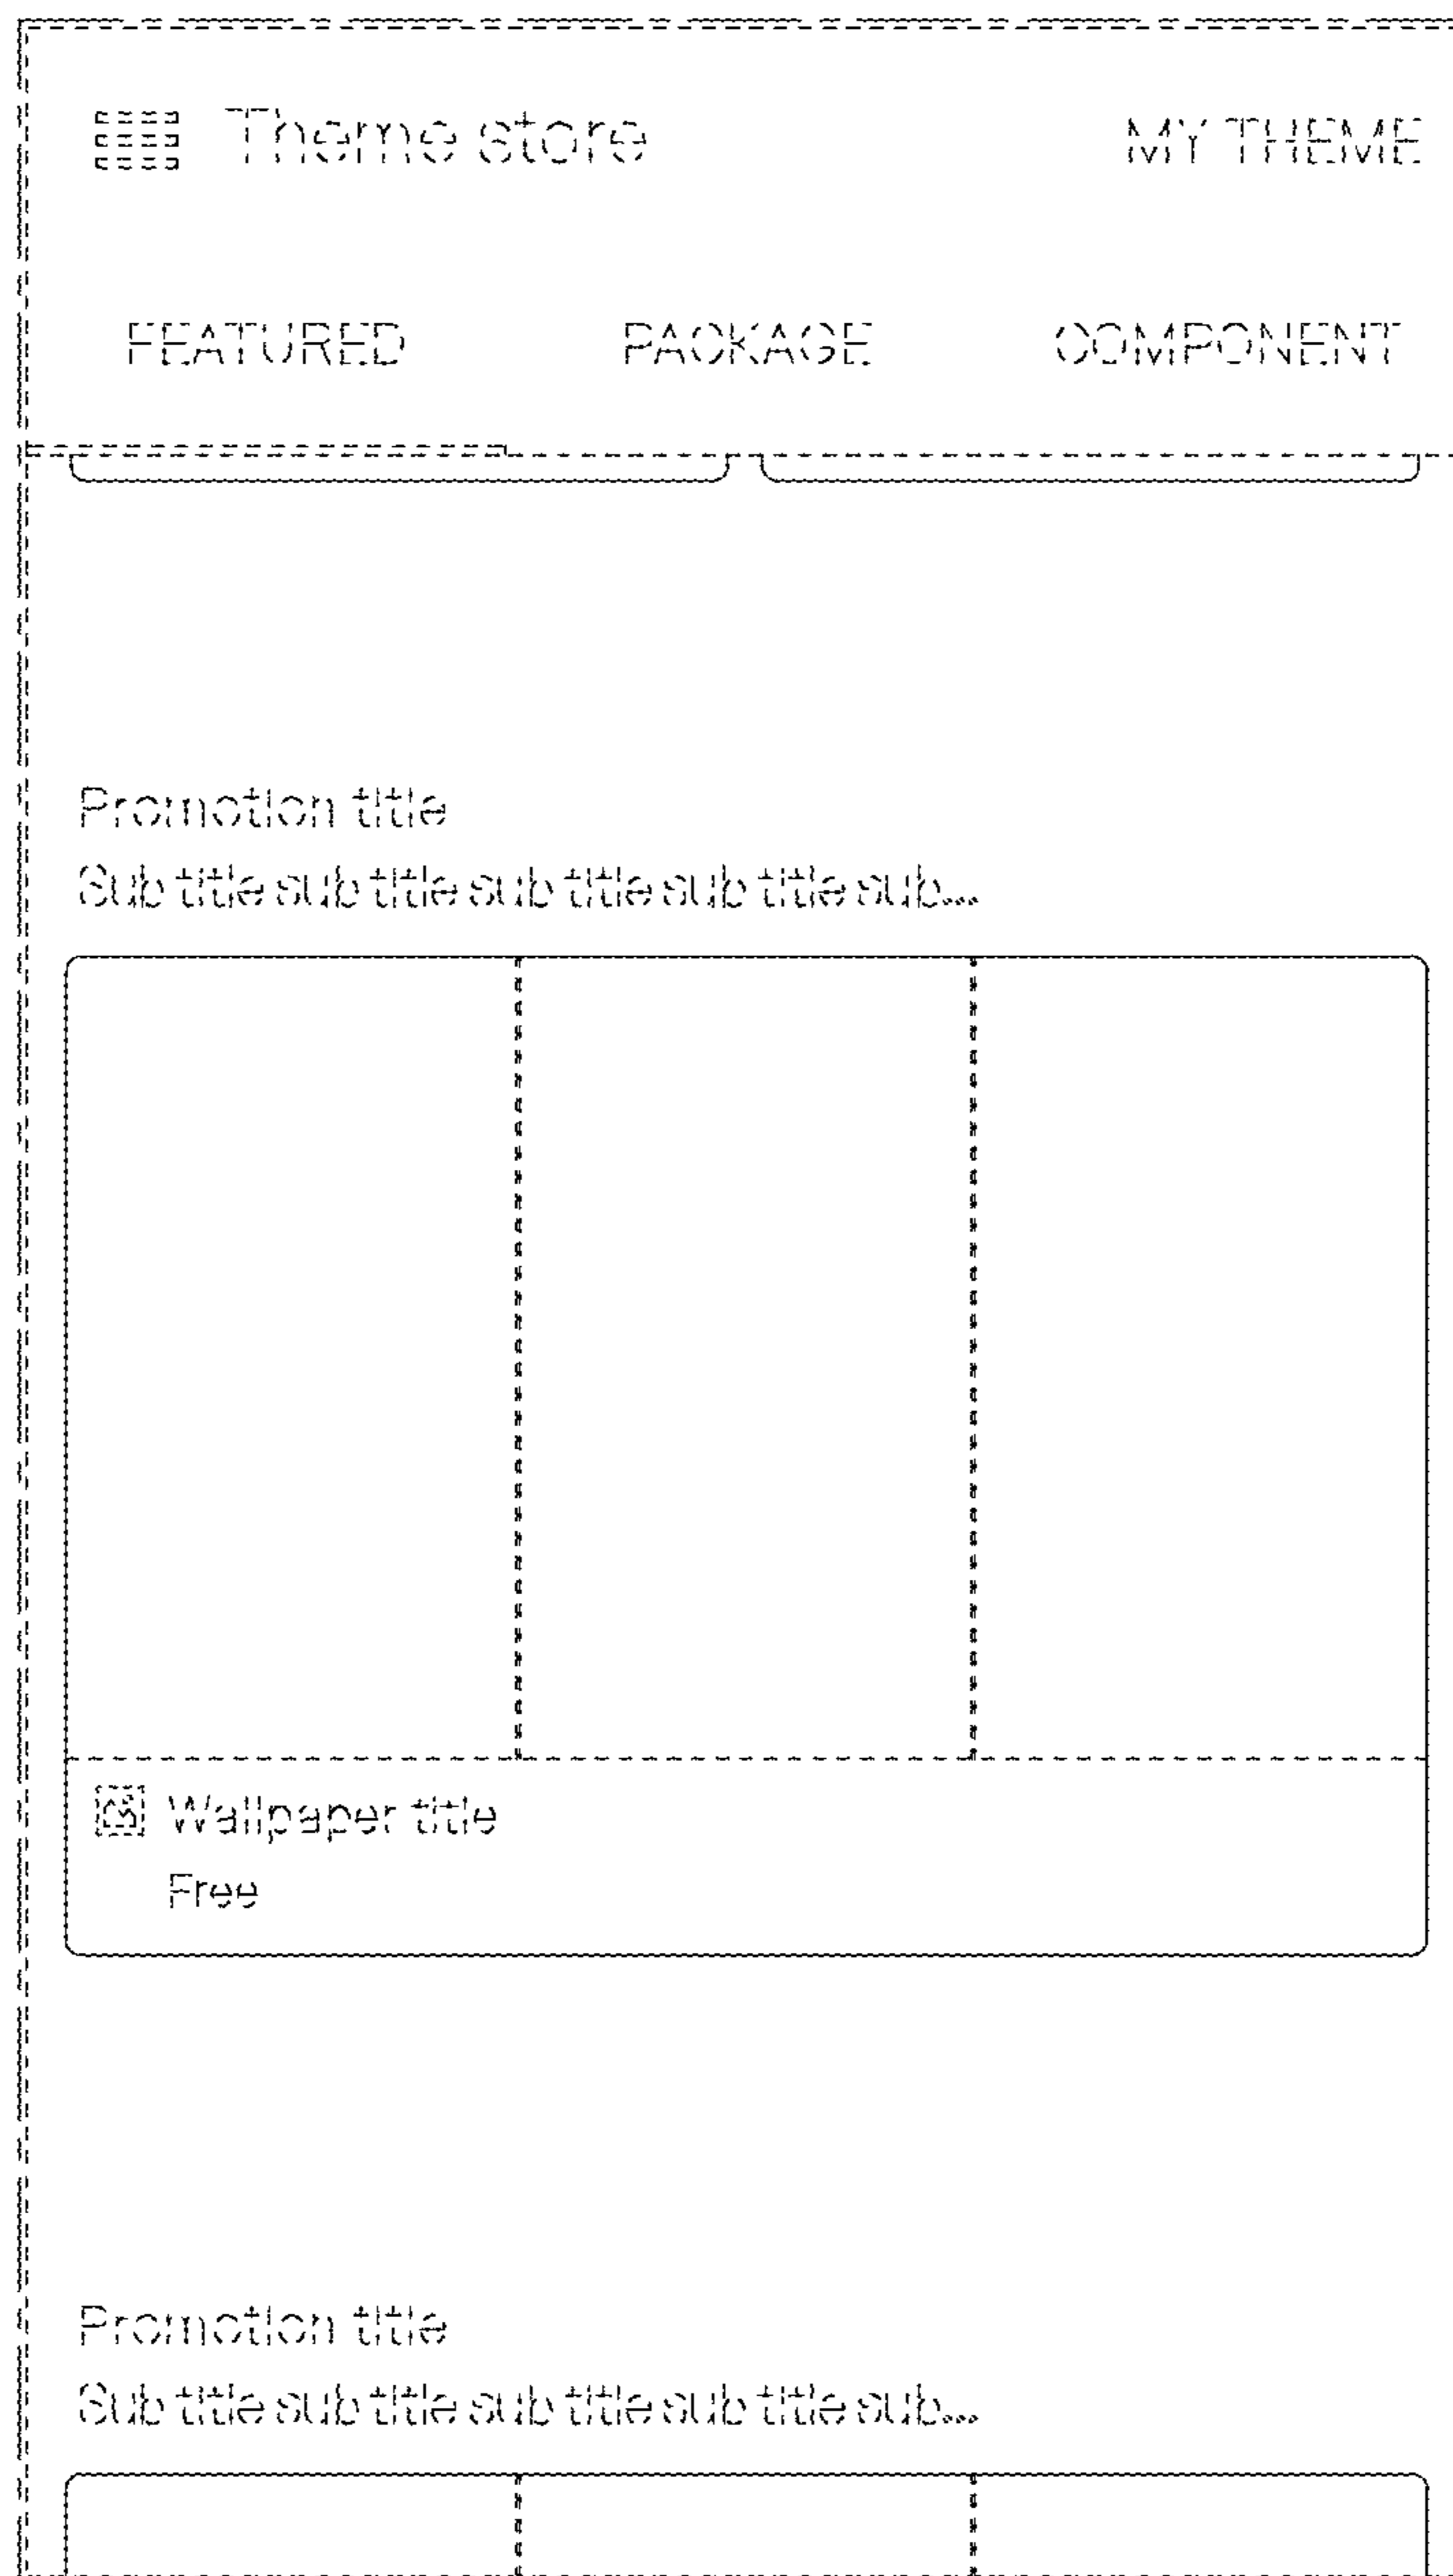 Theme store MY THEME
FEATURED PACKAGE COMPONENT
Promotion title
Sub title sub title sub title sub title sub...
Wallpaper title
Free
Promotion title
Sub title sub title sub title sub title sub...